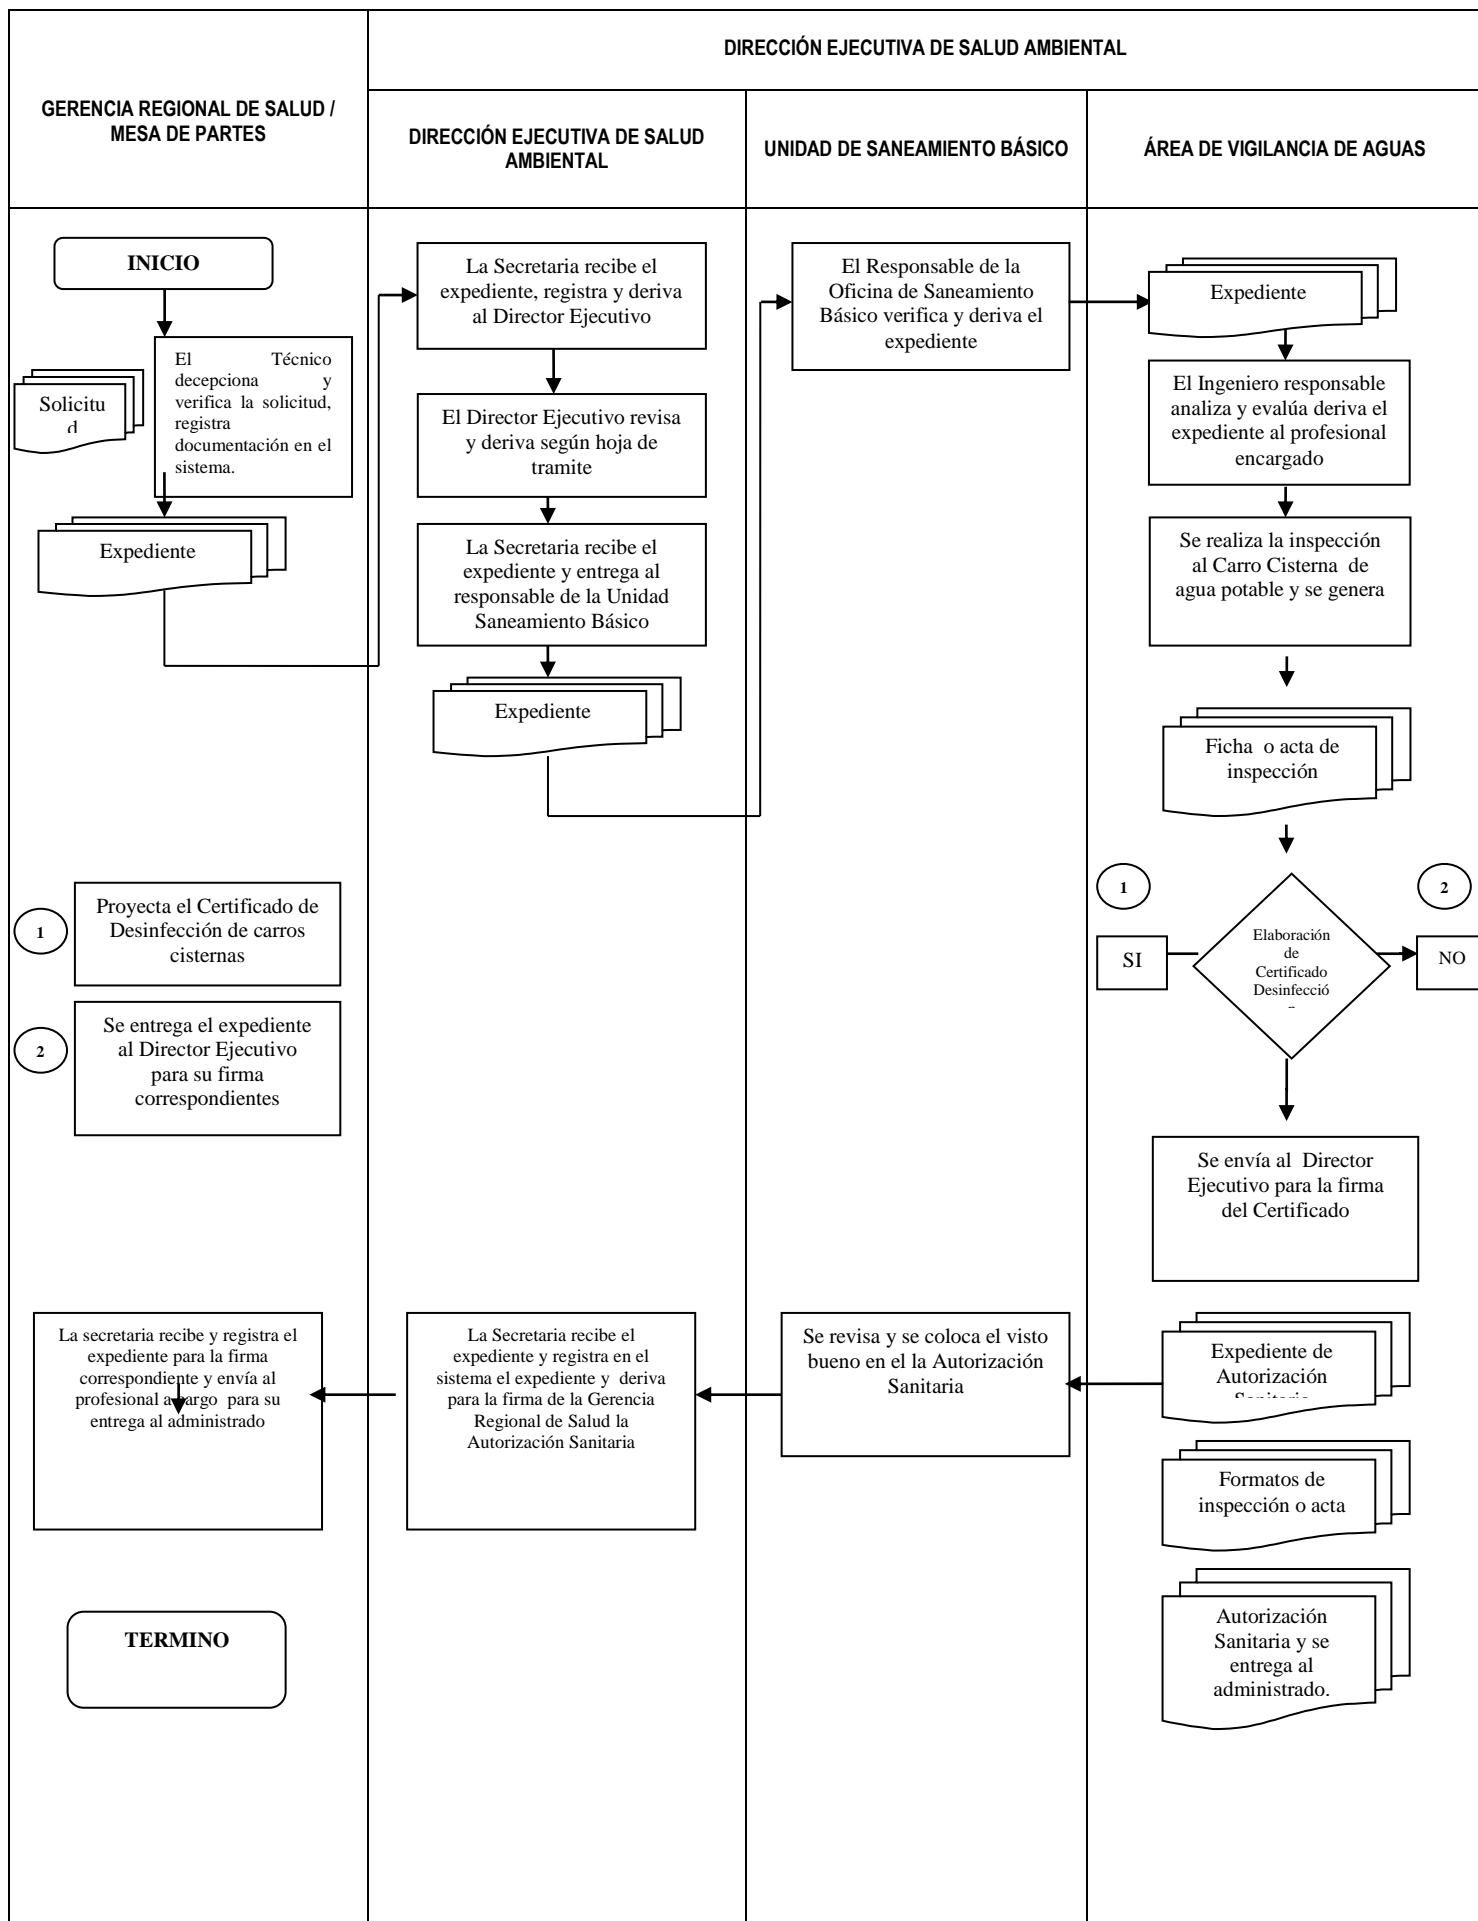 DIRECCIÓN EJECUTIVA DE SALUD AMBIENTAL
GERENCIA REGIONAL DE SALUD /
MESA DE PARTES
DIRECCIÓN EJECUTIVA DE SALUD
AMBIENTAL
UNIDAD DE SANEAMIENTO BÁSICO
ÁREA DE VIGILANCIA DE AGUAS
INICIO
El Técnico
decepciona y
verifica la solicitud,
registra
documentación en el
sistema.
Solicitu
d
Expediente
La Secretaria recibe el
expediente, registra y deriva
al Director Ejecutivo
El Director Ejecutivo revisa
y deriva según hoja de
tramite
La Secretaria recibe el
expediente y entrega al
responsable de la Unidad
Saneamiento Básico
Expediente
El Responsable de la
Oficina de Saneamiento
Básico verifica y deriva el
expediente
Expediente
El Ingeniero responsable
analiza y evalúa deriva el
expediente al profesional
encargado
Se realiza la inspección
al Carro Cisterna de
agua potable y se genera
Ficha o acta de
inspección
1
2
SI
Elaboración
de
Certificado
Desinfecció
NO
1
Proyecta el Certificado de
Desinfección de carros
cisternas
2
Se entrega el expediente
al Director Ejecutivo
para su firma
correspondientes
Se envía al Director
Ejecutivo para la firma
del Certificado
La secretaria recibe y registra el
expediente para la firma
correspondiente y envía al
profesional a cargo para su
entrega al administrado
La Secretaria recibe el
expediente y registra en el
sistema el expediente y deriva
para la firma de la Gerencia
Regional de Salud la
Autorización Sanitaria
Se revisa y se coloca el visto
bueno en el la Autorización
Sanitaria
Expediente de
Autorización
Sanitaria
Formatos de
inspección o acta
Autorización
Sanitaria y se
entrega al
administrado.
TERMINO